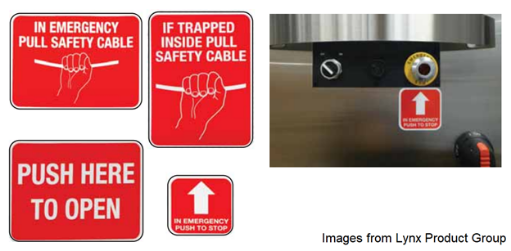 IN EMERGENCY
PULL SAFETY CABLE
IF TRAPPED
INSIDE PULL
SAFETY CABLE
PUSH HERE
TO OPEN
IN EMERGENCY
PUSH TO STOP
IN EMERGENCY
PUSH TO STOP
Images from Lynx Product Group